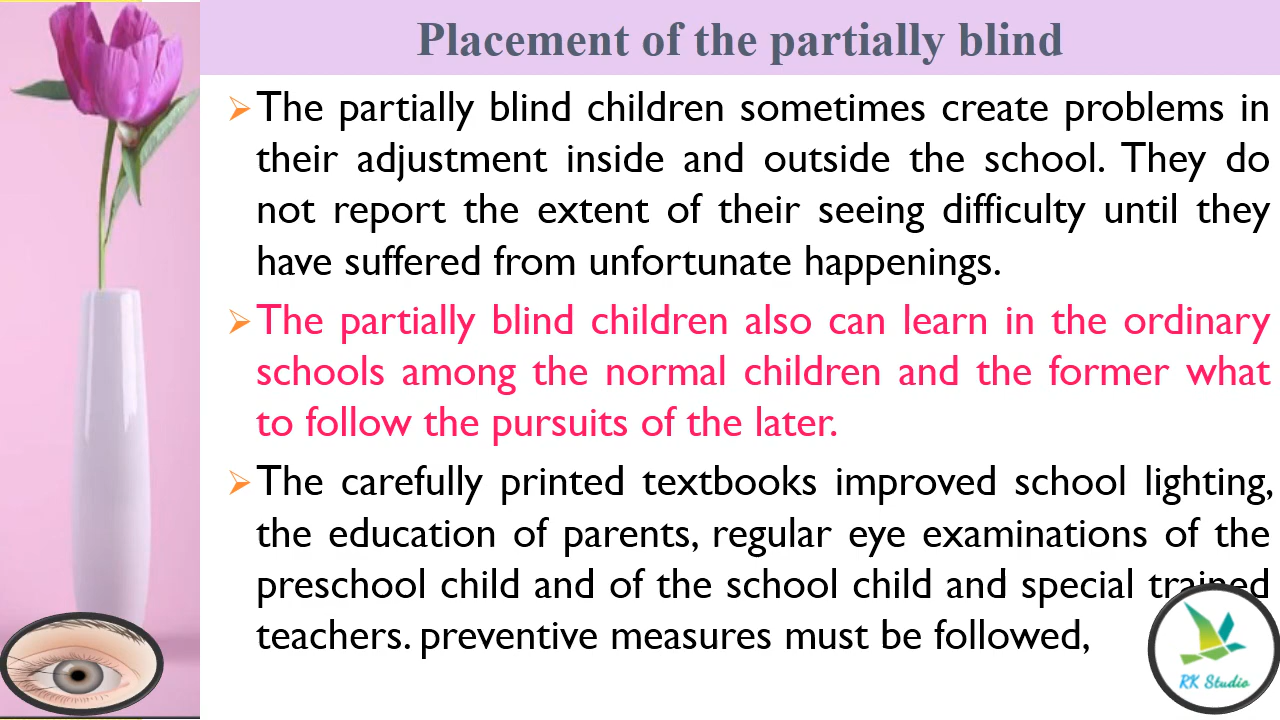 Placement of the partially blind
The partially blind children sometimes create problems in
their adjustment inside and outside the school. They do
not report the extent of their seeing difficulty until they
have suffered from unfortunate happenings.
The partially blind children also can learn in the ordinary
schools among the normal children and the former what
to follow the pursuits of the later.
The carefully printed textbooks improved school lighting,
the education of parents, regular eye examinations of the
preschool child and of the school child and special trained
teachers. preventive measures must be followed,
RK Studio